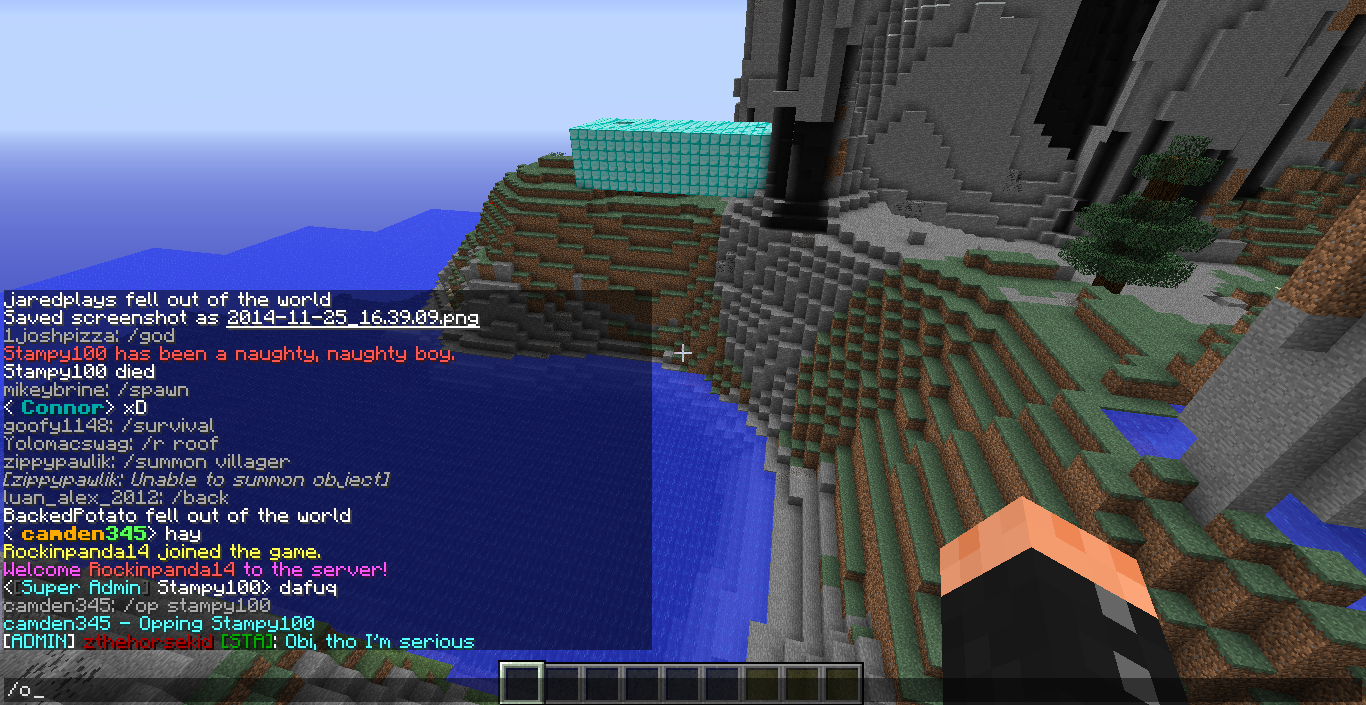 jaredplays fell out of the world
Saved screenshot as 2014-11-25_16.39.09.png
1joshpizza: /god
Stampy100 has been a naughty, naughty boy.
Stampy100 died
mikeybrine: /spawn
< Connor> xD
goofy1148: /survival
Yolomacswag: /r roof
zippypawlik: /summon villager
[zippypawlik: Unable to summon object]
luan_alex_2012: /back
BackedPotato fell out of the world
< camden345> hay
Rockinpanda14 joined the game.
Welcome Rockinpanda14 to the server!
<[Super Admin] Stampy100> dafuq
camden345: /op stampy100
camden345 - Opping Stampy100
[ADMIN] zthehorsekid [STA]: Obi, tho I'm serious
/o_